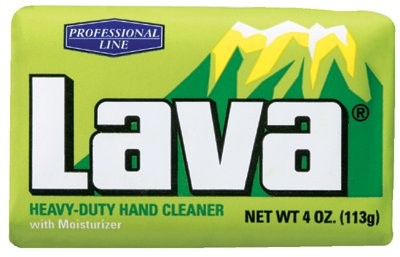 PROFESSIONAL
LINE
Lava®
HEAVY-DUTY HAND CLEANER
with Moisturizer
NET WT 4 OZ. (113g)